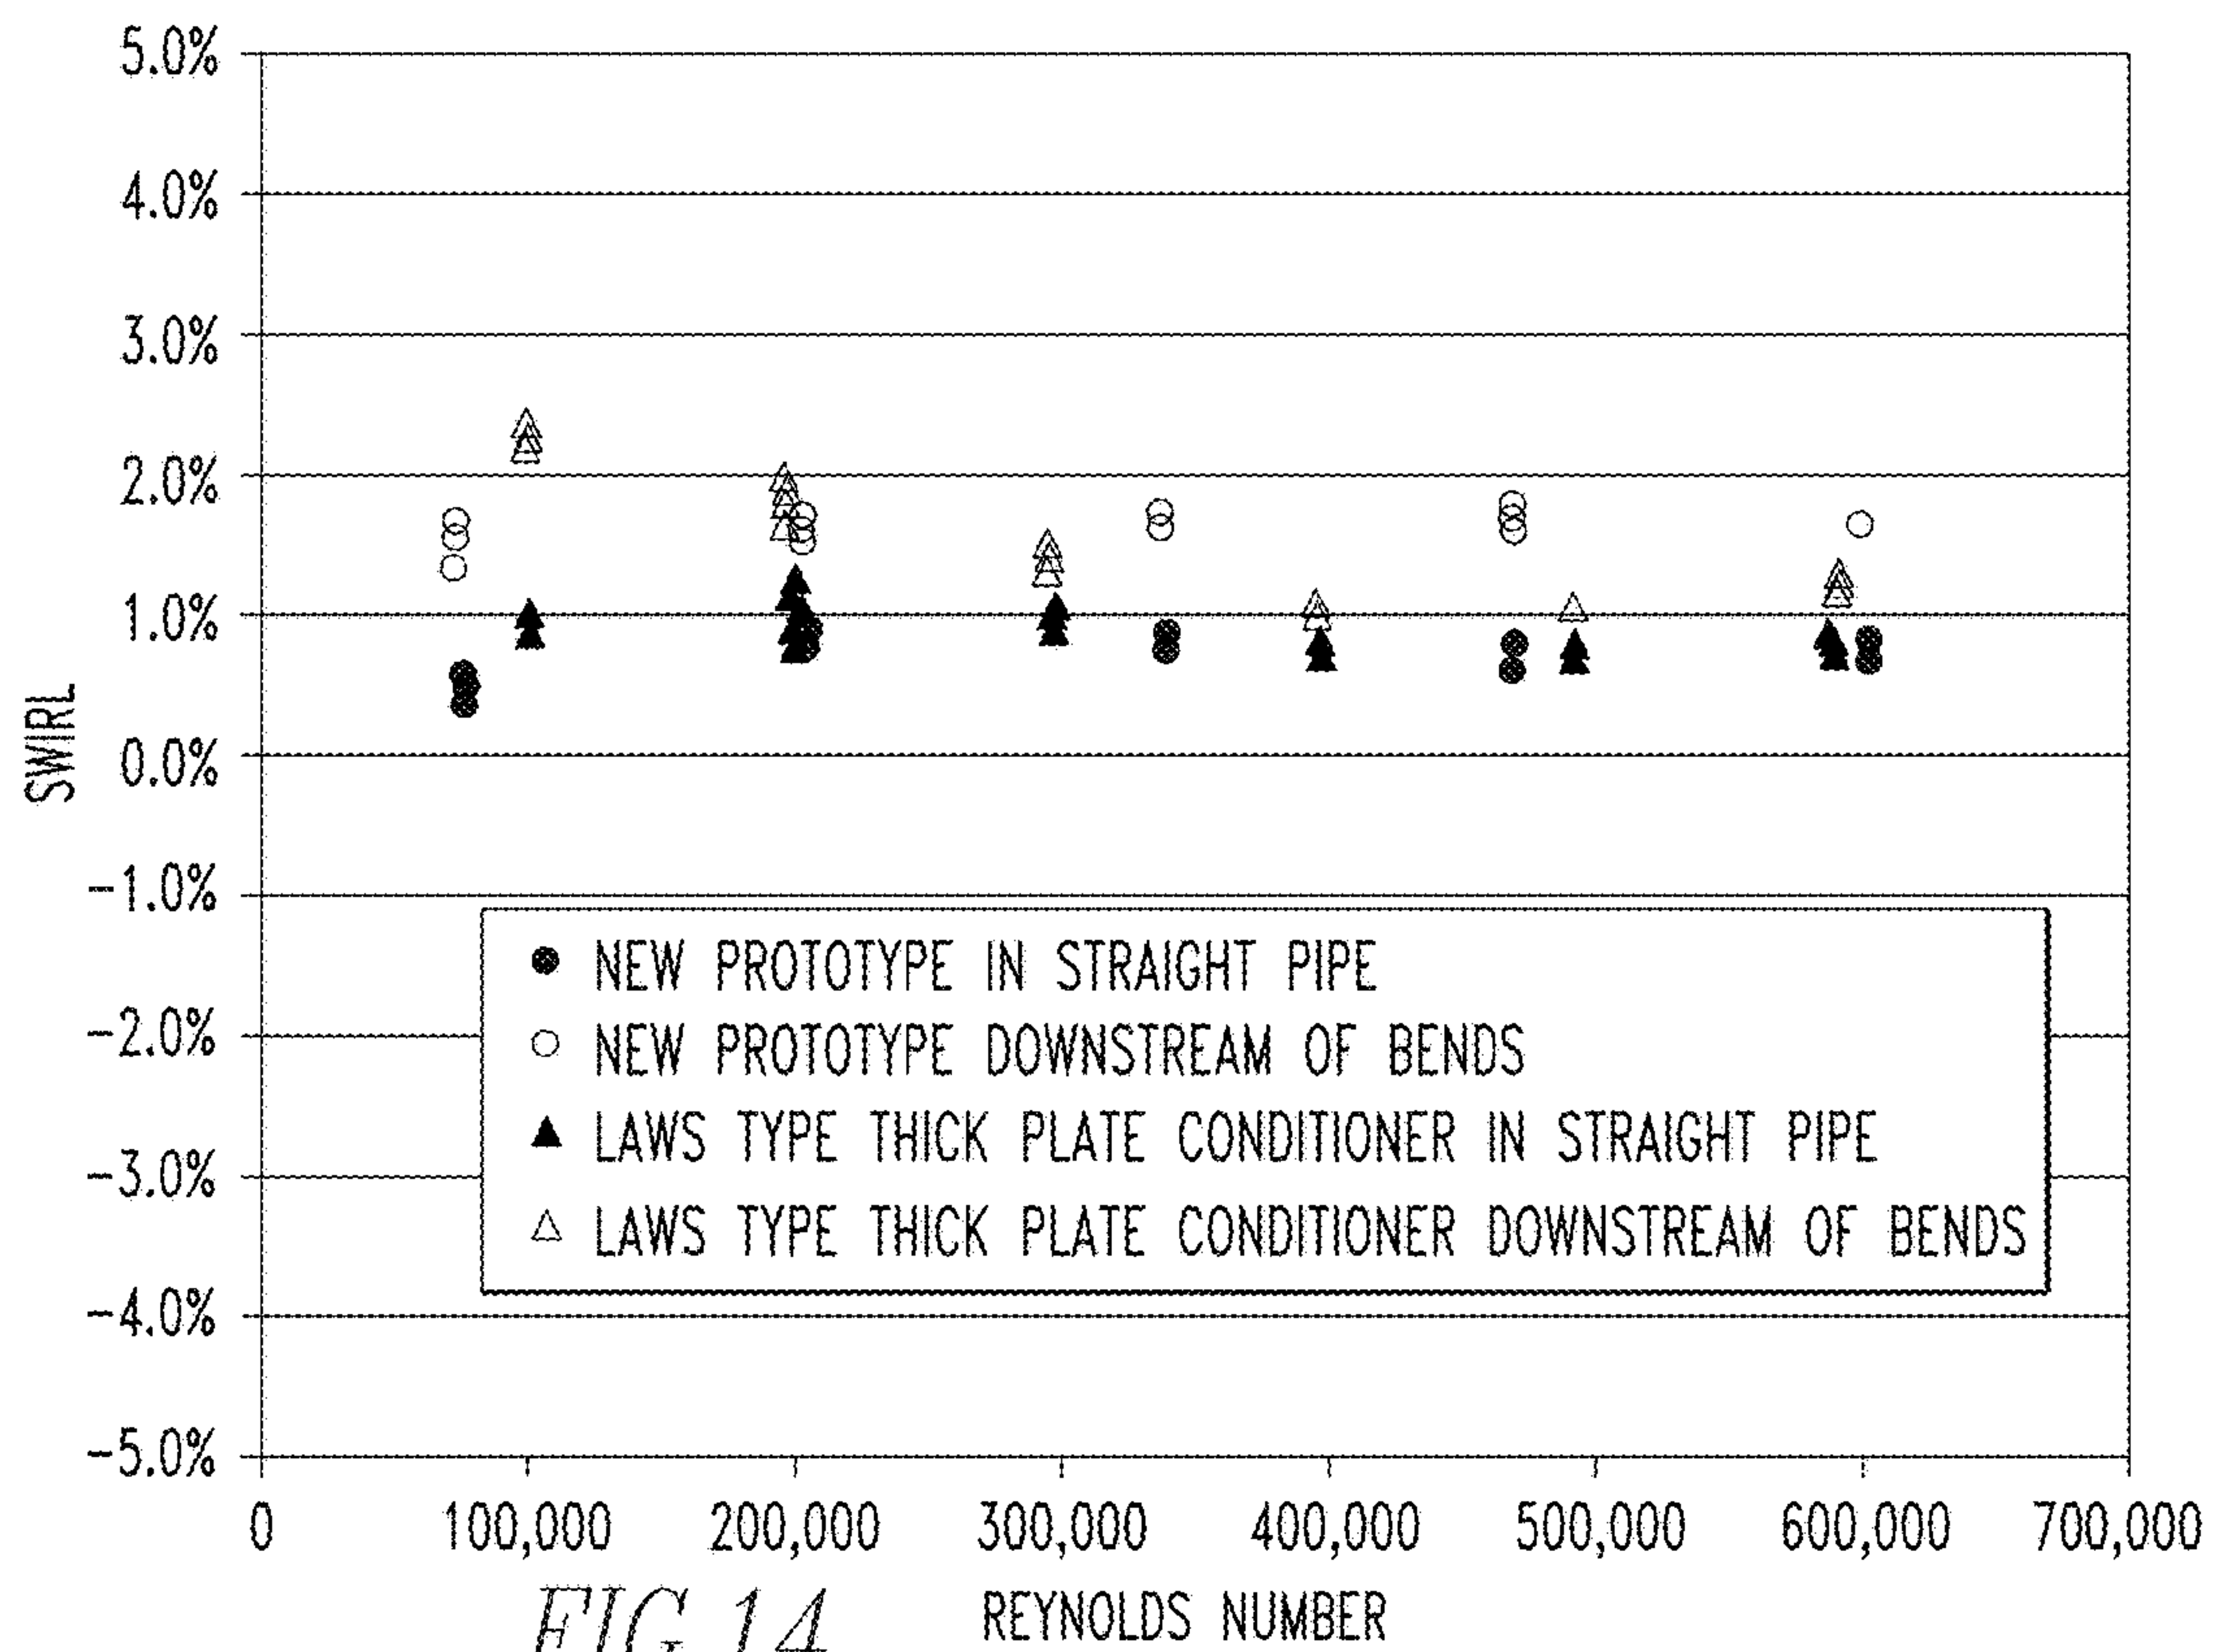 5.0%
4.0%
3.0%
2.0%
1.0%
0.0%
-1.0%
-2.0%
-3.0%
-4.0%
-5.0%
SWIRL
NEW PROTOTYPE IN STRAIGHT PIPE
NEW PROTOTYPE DOWNSTREAM OF BENDS
LAWS TYPE THICK PLATE CONDITIONER IN STRAIGHT PIPE
LAWS TYPE THICK PLATE CONDITIONER DOWNSTREAM OF BENDS
0 100,000 200,000 300,000 400,000 500,000 600,000 700,000
REYNOLDS NUMBER
FIG. 14